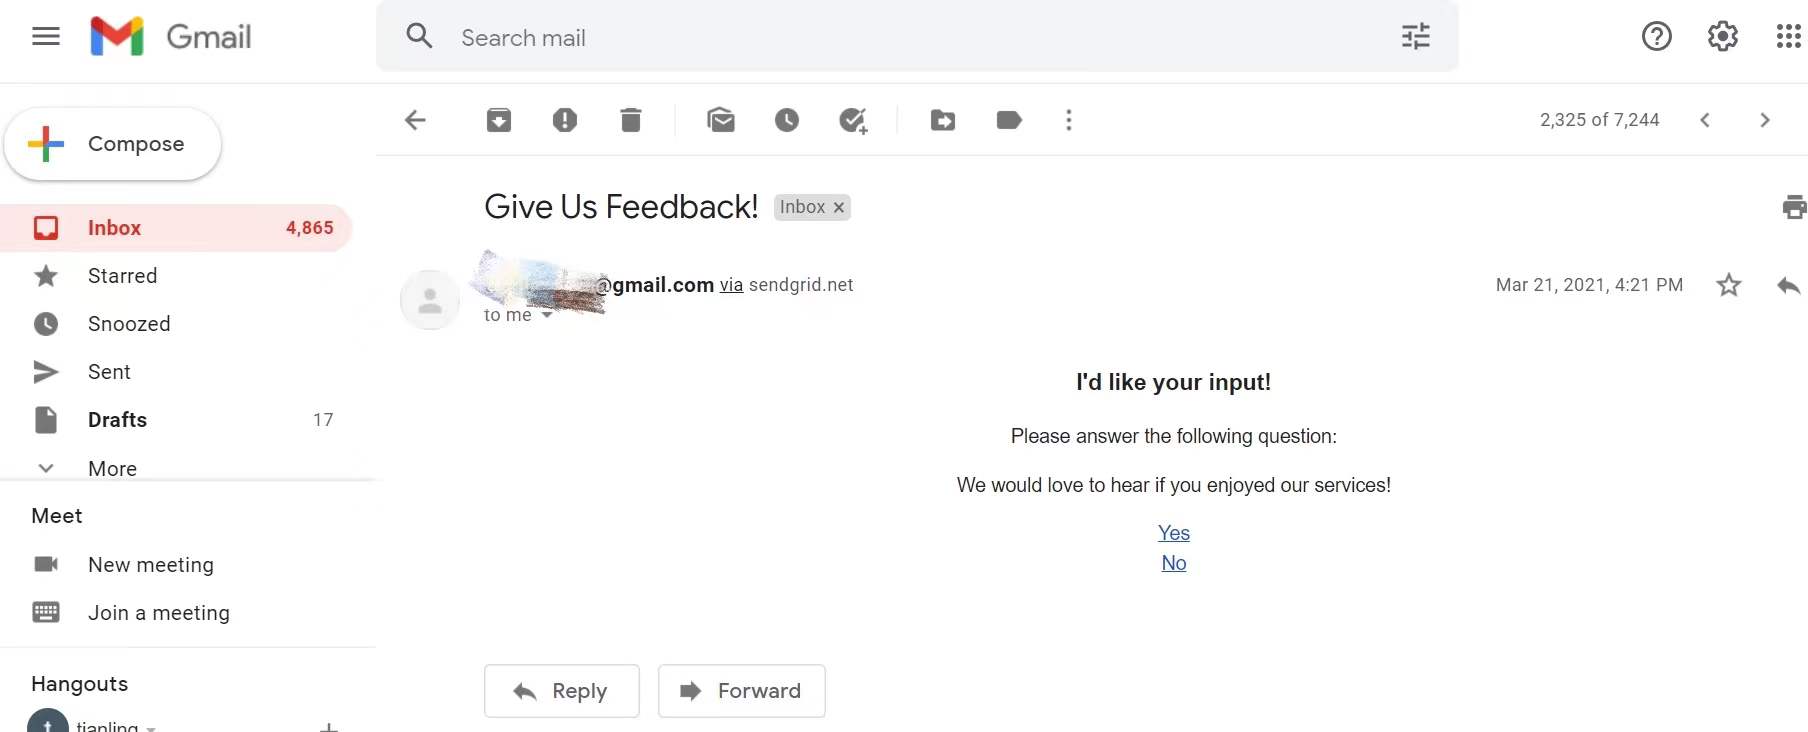 Gmail
Search mail
Compose
2,325 of 7,244
Inbox 4,865
Starred
Snoozed
Sent
Drafts 17
More
Meet
New meeting
Join a meeting
Hangouts
t tianling
Give Us Feedback! Inbox ×
@gmail.com via sendgrid.net Mar 21, 2021, 4:21 PM
to me
I'd like your input!
Please answer the following question:
We would love to hear if you enjoyed our services!
Yes
No
Reply Forward